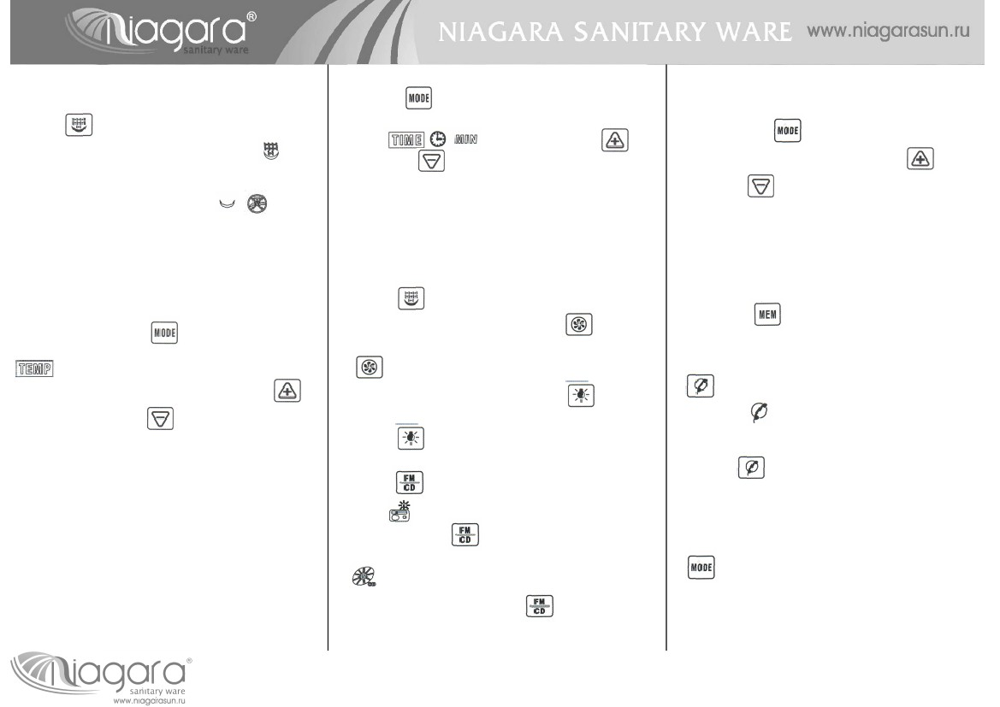 Niagara®
sanitary ware
NIAGARA SANITARY WARE www.niagarasun.ru
MODE
TEMP
MODE
TIME MIN
FM
CD
FM
CD
CD
FM
CD
MODE
MEM
MODE
Niagara®
sanitary ware
www.niagarasun.ru